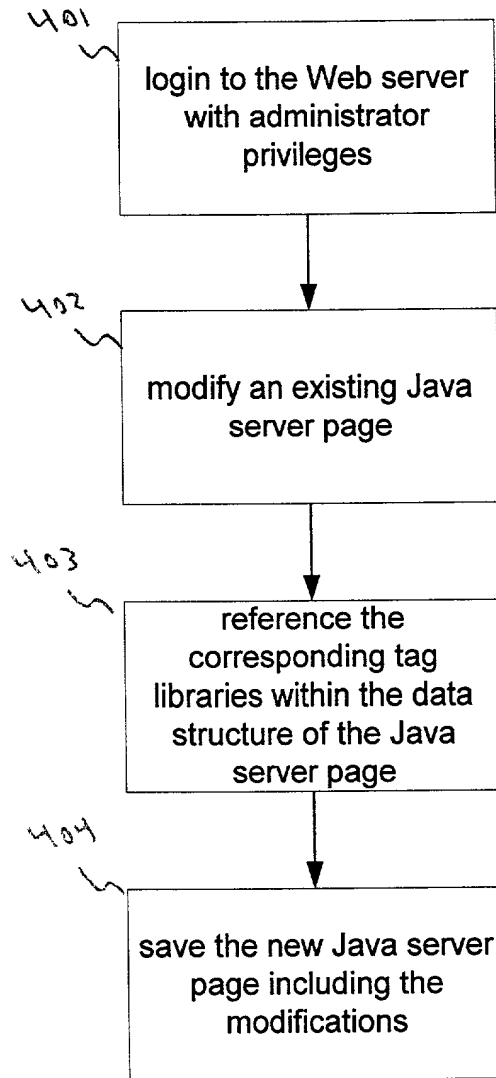 401
login to the Web server
with administrator
privileges
402
modify an existing Java
server page
403
reference the
corresponding tag
libraries within the data
structure of the Java
server page
404
save the new Java server
page including the
modifications